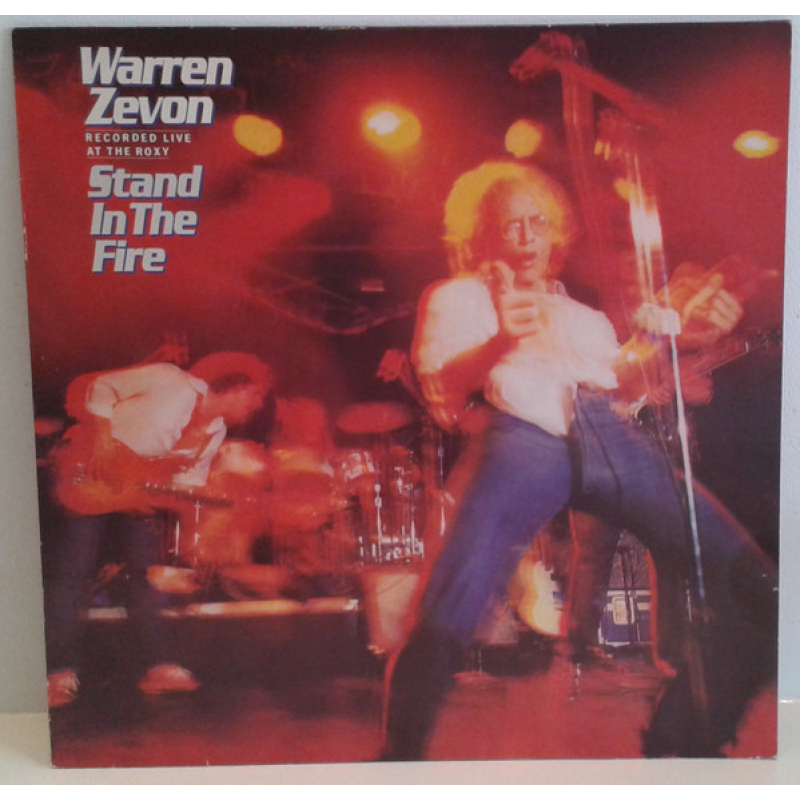 Warren
Zevon
RECORDED LIVE
AT THE ROXY
Stand
In The
Fire